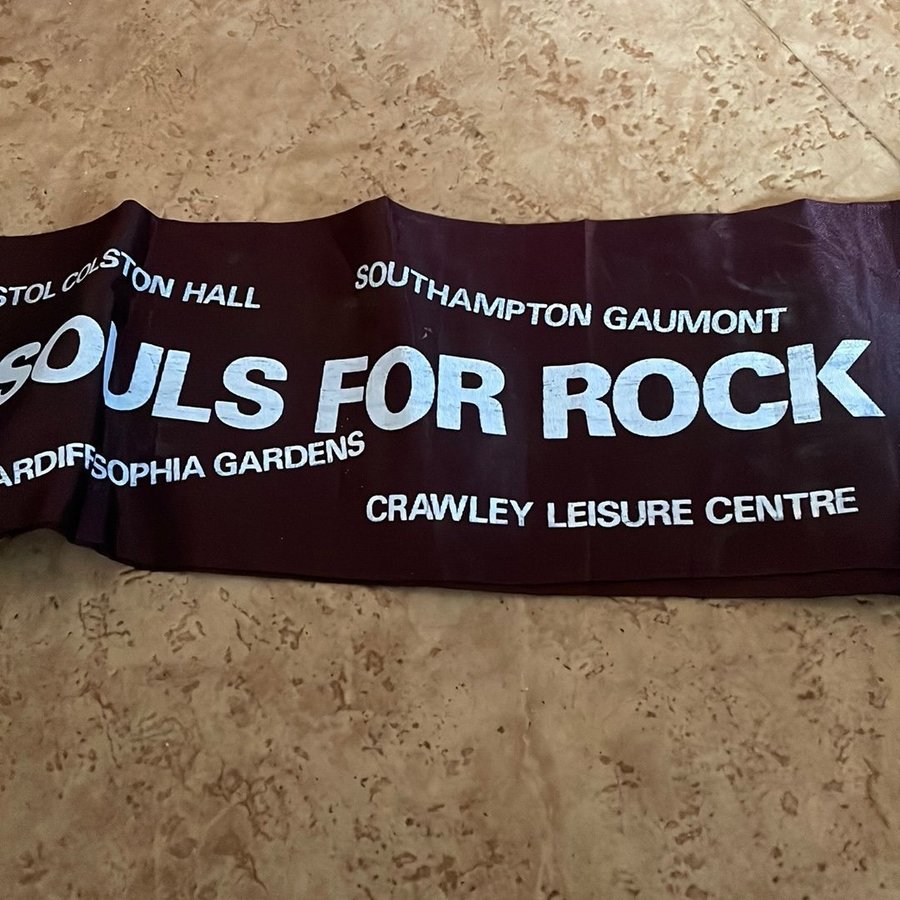 STOL COLSTON HALL
SOUTHAMPTON GAUMONT
SOULS FOR ROCK
ARDIFF SOPHIA GARDENS
CRAWLEY LEISURE CENTRE